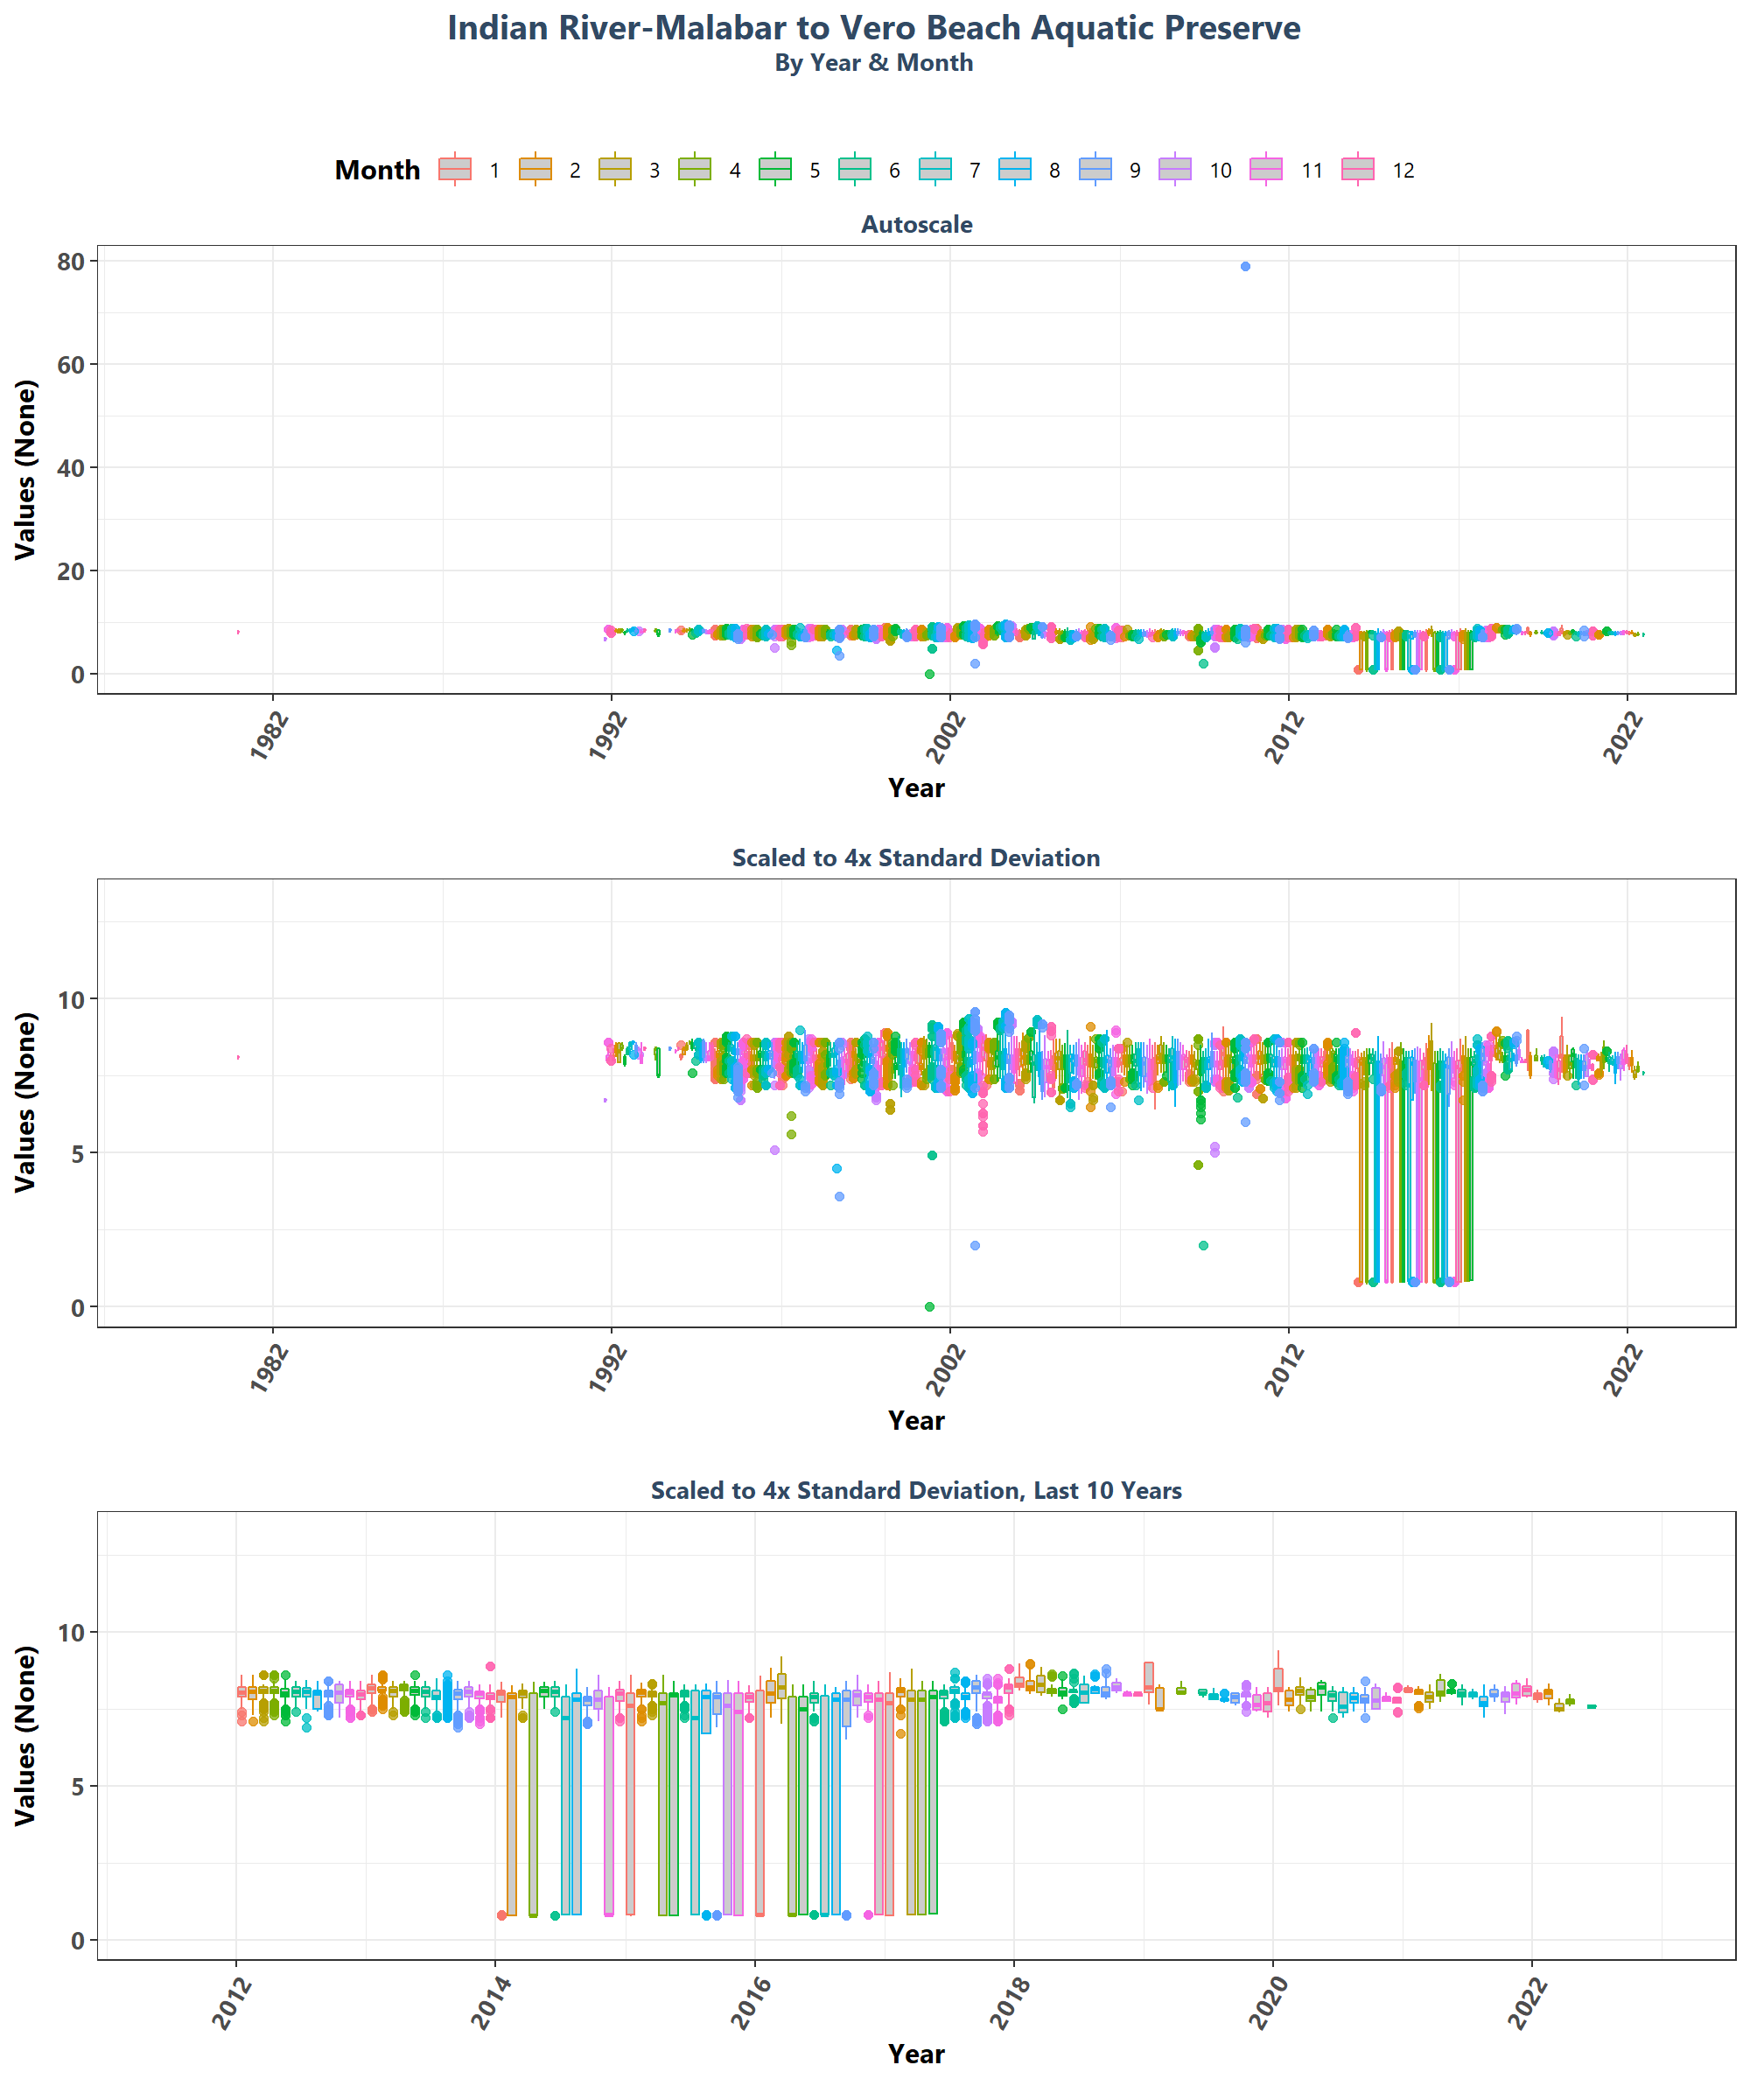 Indian River-Malabar to Vero Beach Aquatic Preserve
By Year & Month
Month 1 2 3 4 5 6 7 8 9 10 11 12
Autoscale
Values (None)
80
60
40
20
0
1982 1992 2002 2012 2022
Year
Scaled to 4x Standard Deviation
Values (None)
10
5
0
1982 1992 2002 2012 2022
Year
Scaled to 4x Standard Deviation, Last 10 Years
Values (None)
10
5
0
2012 2014 2016 2018 2020 2022
Year